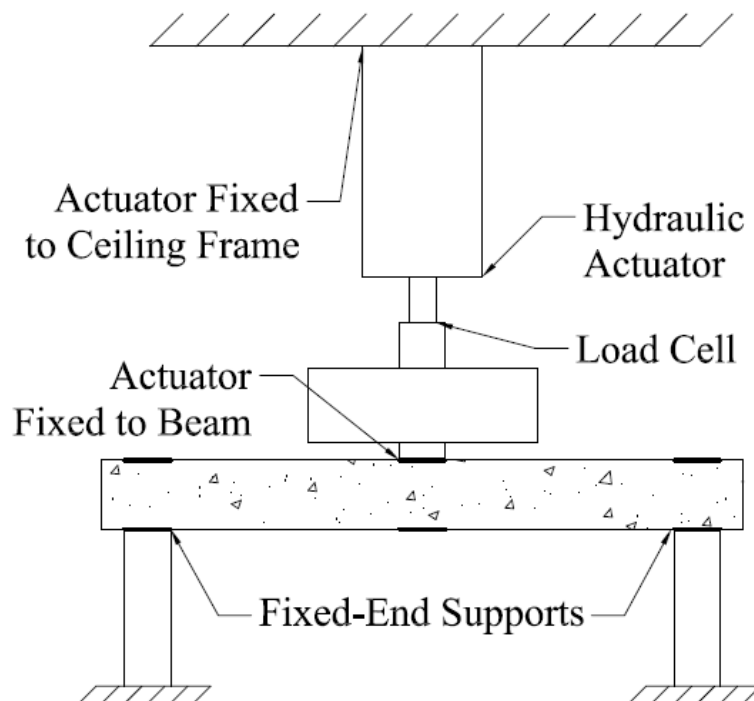 Actuator Fixed
to Ceiling Frame
Hydraulic
Actuator
Load Cell
Actuator
Fixed to Beam
Fixed-End Supports